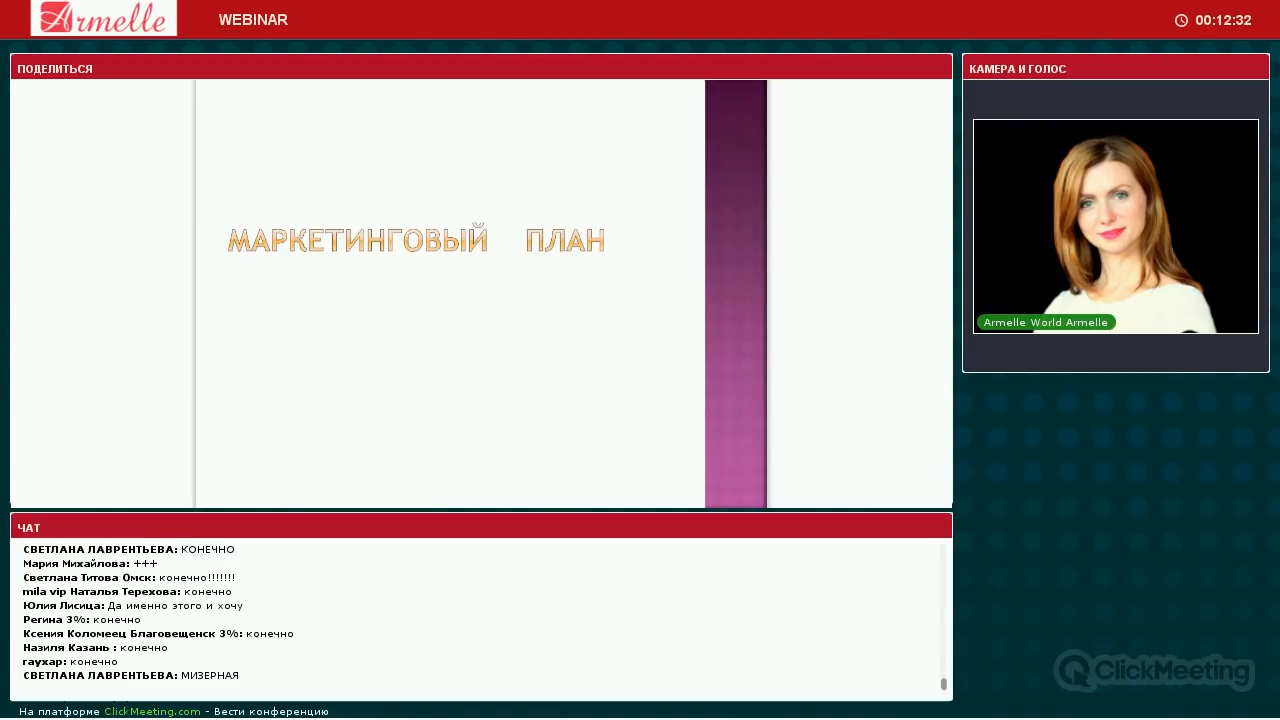 Armelle
WEBINAR
00:12:32
ПОДЕЛИТЬСЯ
КАМЕРА И ГОЛОС
МАРКЕТИНГОВЫЙ ПЛАН
Armelle World Armelle
ЧАТ
СВЕТЛАНА ЛАВРЕНТЬЕВА: КОНЕЧНО
Мария Михайлова: +++
Светлана Титова Омск: конечно!!!!!!!
mila vip Наталья Терехова: конечно
Юлия Лисица: Да именно этого и хочу
Регина 3%: конечно
Ксения Коломеец Благовещенск 3%: конечно
Назиля Казань : конечно
гаухар: конечно
СВЕТЛАНА ЛАВРЕНТЬЕВА: МИЗЕРНАЯ
ClickMeeting
На платформе ClickMeeting.com - Вести конференцию